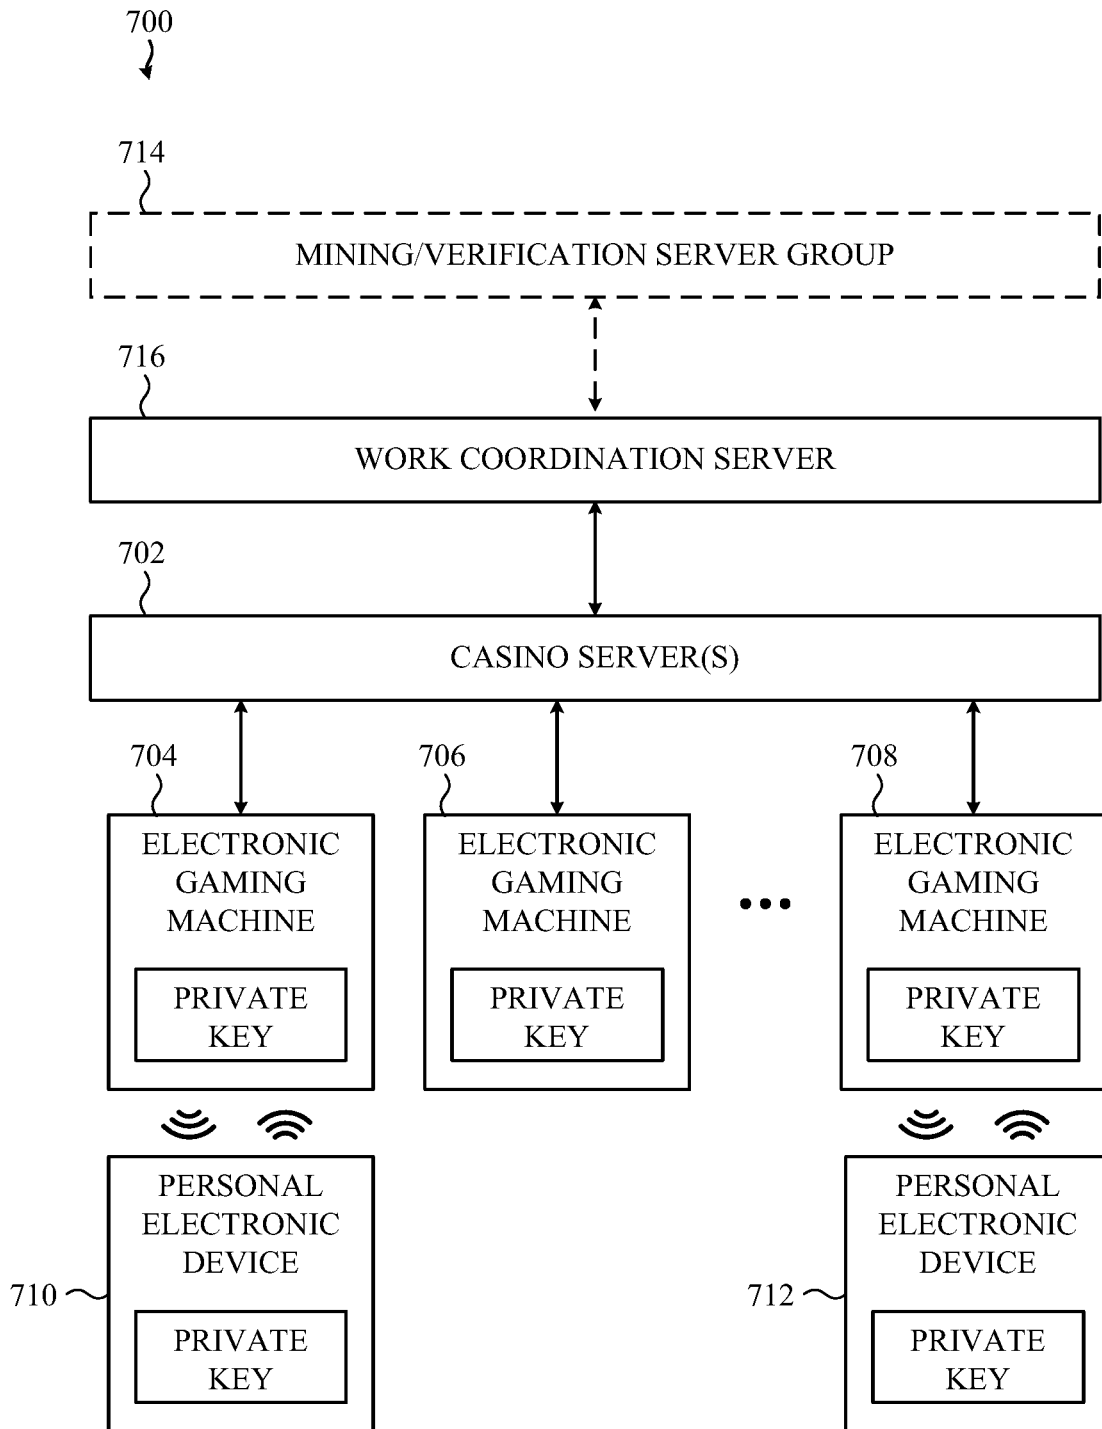 700
714
MINING/VERIFICATION SERVER GROUP
716
WORK COORDINATION SERVER
702
CASINO SERVER(S)
704
706
708
ELECTRONIC
GAMING
MACHINE
PRIVATE
KEY
ELECTRONIC
GAMING
MACHINE
PRIVATE
KEY
ELECTRONIC
GAMING
MACHINE
PRIVATE
KEY
PERSONAL
ELECTRONIC
DEVICE
710
PRIVATE
KEY
PERSONAL
ELECTRONIC
DEVICE
712
PRIVATE
KEY